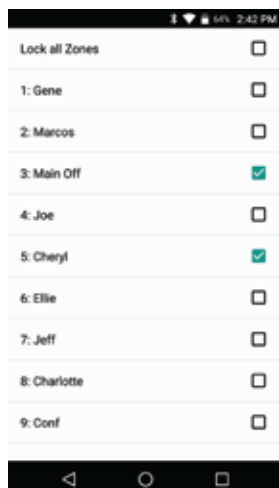 64% 2:42 PM
Lock all Zones
1: Gene
2: Marcos
3: Main Off
4: Joe
5: Cheryl
6: Ellie
7: Jeff
8: Charlotte
9: Conf